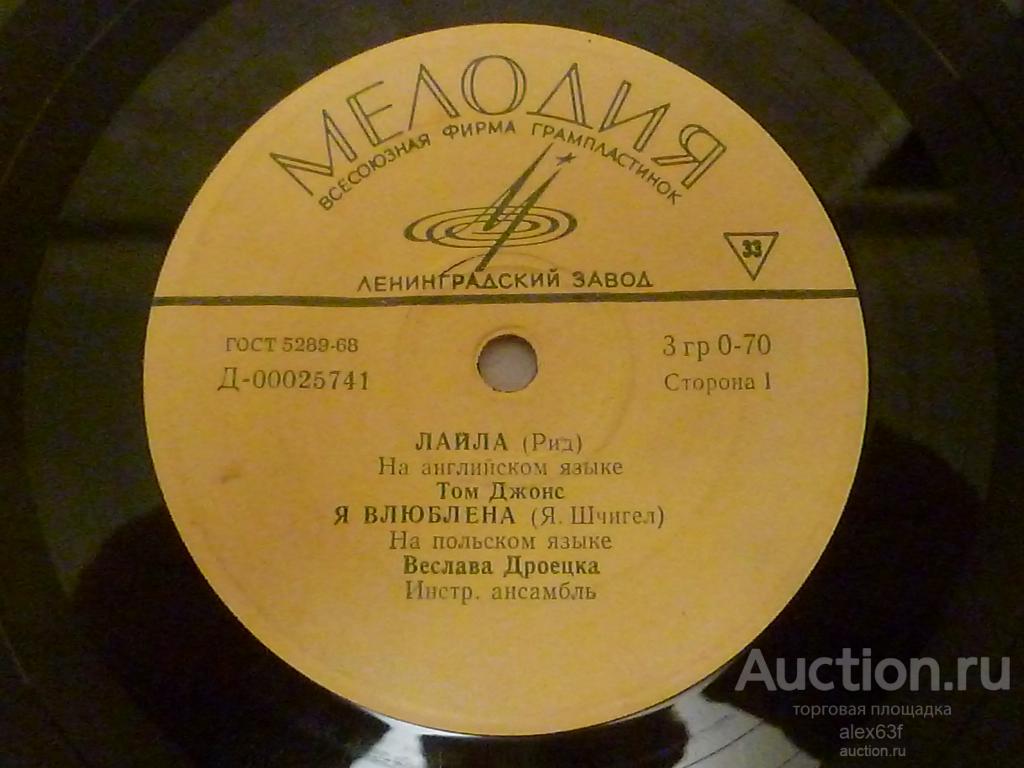 МЕЛОДИЯ
ВСЕСОЮЗНАЯ ФИРМА ГРАМПЛАСТИНОК
33
ЛЕНИНГРАДСКИЙ ЗАВОД
ГОСТ 5289-68
3 гр 0-70
Д-00025741
Сторона 1
ЛАЙЛА (Рид)
На английском языке
Том Джонс
Я ВЛЮБЛЕНА (Я. Шчигел)
На польском языке
Веслава Дроецка
Инстр. ансамбль
Auction.ru
торговая площадка
alex63f
auction.ru